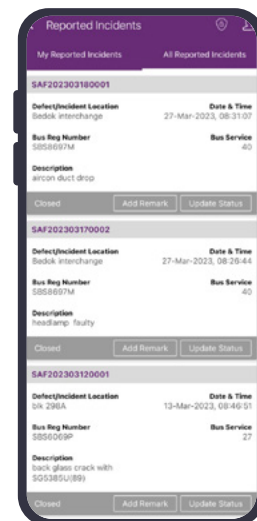 Reported Incidents
My Reported Incidents All Reported Incidents
SAF202303180001
Defect/Incident Location Date & Time
Bedok interchange 27-Mar-2023, 08:31:07
Bus Reg Number Bus Service
SBS8697M 40
Description
aircon duct drop
Closed Add Remark Update Status
SAF202303170002
Defect/Incident Location Date & Time
Bedok interchange 27-Mar-2023, 08:26:44
Bus Reg Number Bus Service
SBS8697M 40
Description
headlamp faulty
Closed Add Remark Update Status
SAF202303120001
Defect/Incident Location Date & Time
blk 298A 13-Mar-2023, 08:46:51
Bus Reg Number Bus Service
SBS6069P 27
Description
back glass crack with
SG5385U(89)
Closed Add Remark Update Status